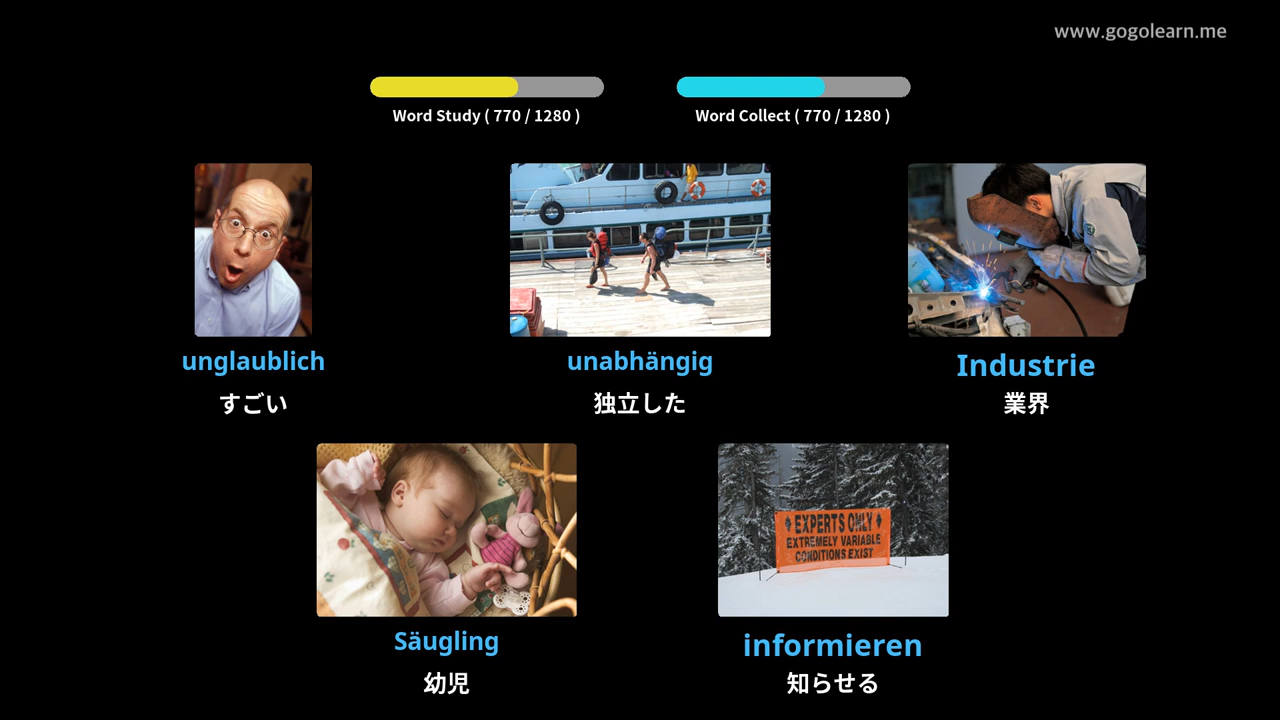 www.gogolearn.me
Word Study ( 770 / 1280 )
Word Collect ( 770 / 1280 )
unglaublich
すごい
unabhängig
独立した
Industrie
業界
EXPERTS ONLY
EXTREMELY VARIABLE
CONDITIONS EXIST
Säugling
幼児
informieren
知らせる